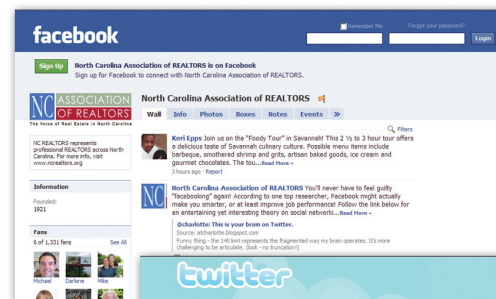 facebook
Remember Me
Forgot your password?
Login
Sign Up
North Carolina Association of REALTORS is on Facebook
Sign up for Facebook to connect with North Carolina Association of REALTORS.
NC ASSOCIATION
OF REALTORS
The Voice of Real Estate in North Carolina
NC REALTORS represents
professional REALTORS across North
Carolina. For more info, visit
www.ncrealtors.org
Information
Founded:
1921
Fans
6 of 1,331 fans
See All
Michael
Darlene
Mike
North Carolina Association of REALTORS
Wall
Info
Photos
Boxes
Notes
Events
»
Filters
Keri Epps Join us on the "Foody Tour" in Savannah! This 2 ½ to 3 hour tour offers
a delicious taste of Savannah culinary culture. Possible menu items include
barbeque, smothered shrimp and grits, artisan baked goods, ice cream and
gourmet chocolates. The tou...Read More
3 hours ago · Report
NC
North Carolina Association of REALTORS You'll never have to feel guilty
"facebooking" again! According to one top researcher, Facebook might actually
make you smarter, or at least improve job performance! Follow the link below for
an entertaining yet interesting theory on social networki...Read More
@charlotte: This is your brain on Twitter.
Source: atcharlotte.blogspot.com
Funny thing - the 140 limit represents the fragmented way my brain operates. It's more
challenging to be articulate. (look - no truncation!)
twitter